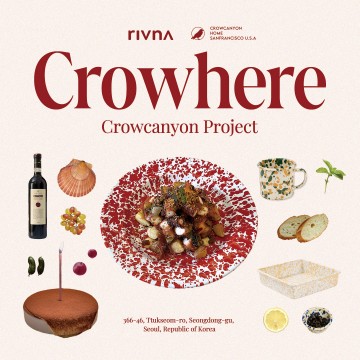 rivna
CROWCANYON
HOME
SANFRANCISCO U.S.A
Crowhere
Crowcanyon Project
366-46, Ttukseom-ro, Seongdong-gu,
Seoul, Republic of Korea